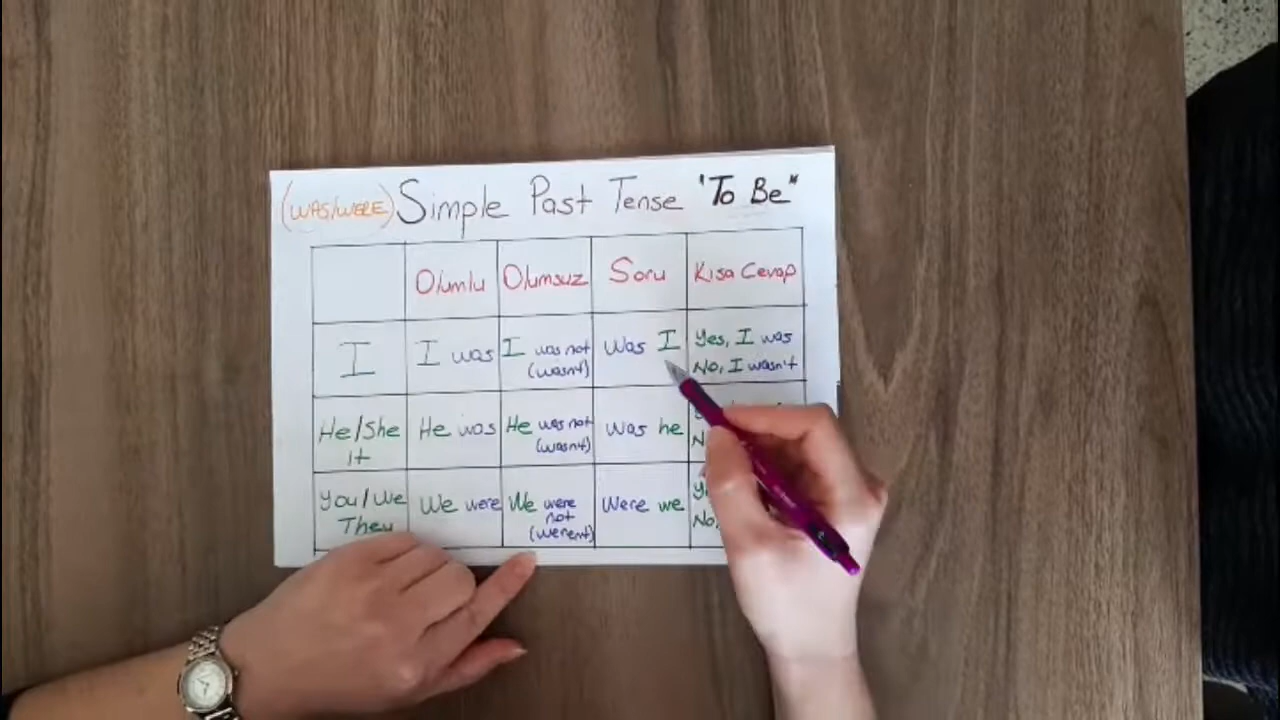 (WAS/WERE) Simple Past Tense "To Be"
Olumlu Olumsuz Soru Kısa Cevap
I I was I was not (wasn't) Was I Yes, I was
No, I wasn't
He/She It He was He was not (wasn't) Was he
You/We They We were We were not (weren't) Were we
No,